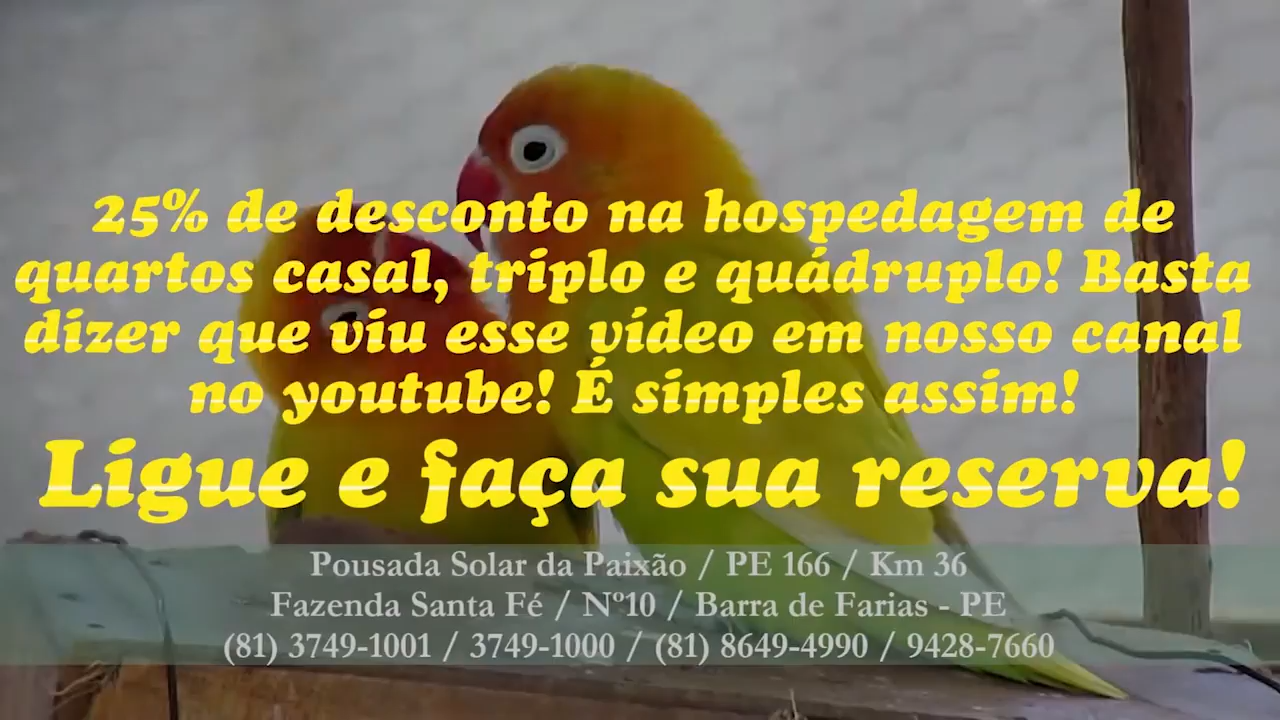 25% de desconto na hospedagem de
quartos casal, triplo e quádruplo! Basta
dizer que viu esse vídeo em nosso canal
no youtube! É simples assim!
Ligue e faça sua reserva!
Pousada Solar da Paixão / PE 166 / Km 36
Fazenda Santa Fé / Nº10 / Barra de Farias - PE
(81) 3749-1001 / 3749-1000 / (81) 8649-4990 / 9428-7660